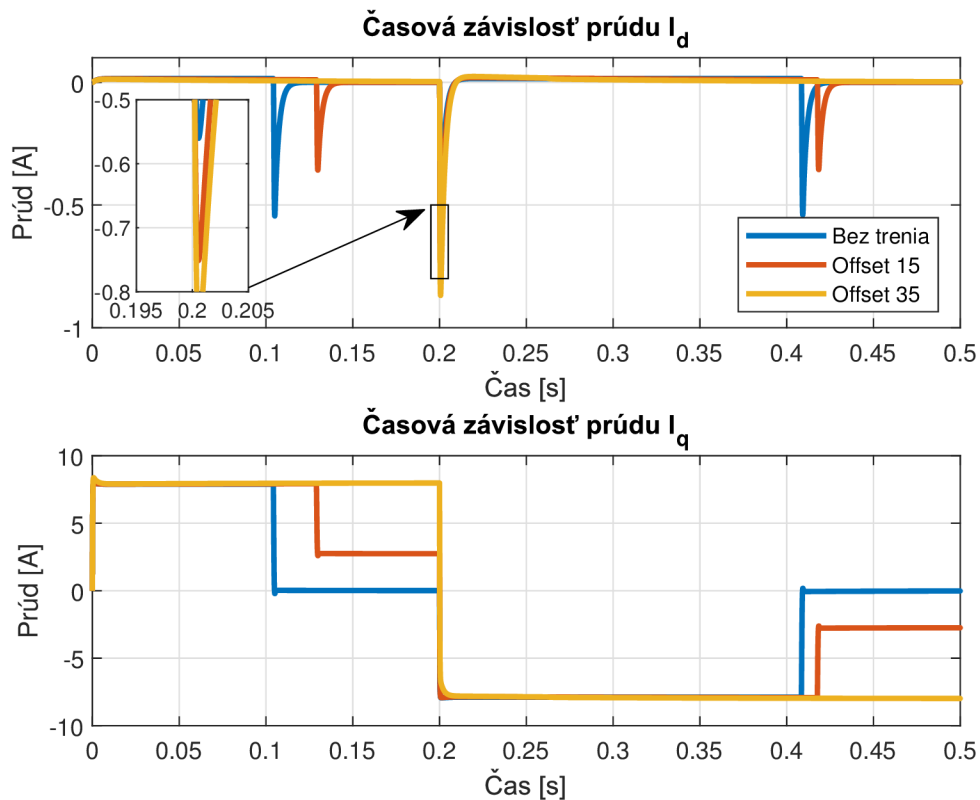 Časová závislosť prúdu I_d
Prúd [A]
0
-0.5
-1
-0.5
-0.6
-0.7
-0.8
0.195 0.2 0.205
Bez trenia
Offset 15
Offset 35
0 0.05 0.1 0.15 0.2 0.25 0.3 0.35 0.4 0.45 0.5
Čas [s]
Časová závislosť prúdu I_q
Prúd [A]
10
5
0
-5
-10
0 0.05 0.1 0.15 0.2 0.25 0.3 0.35 0.4 0.45 0.5
Čas [s]